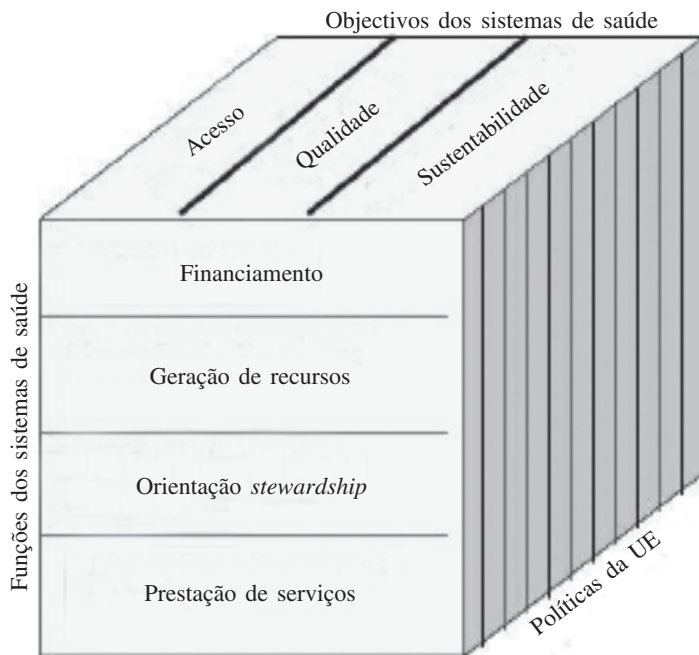 Objectivos dos sistemas de saúde
Acesso
Qualidade
Sustentabilidade
Funções dos sistemas de saúde
Financiamento
Geração de recursos
Orientação stewardship
Prestação de serviços
Políticas da UE